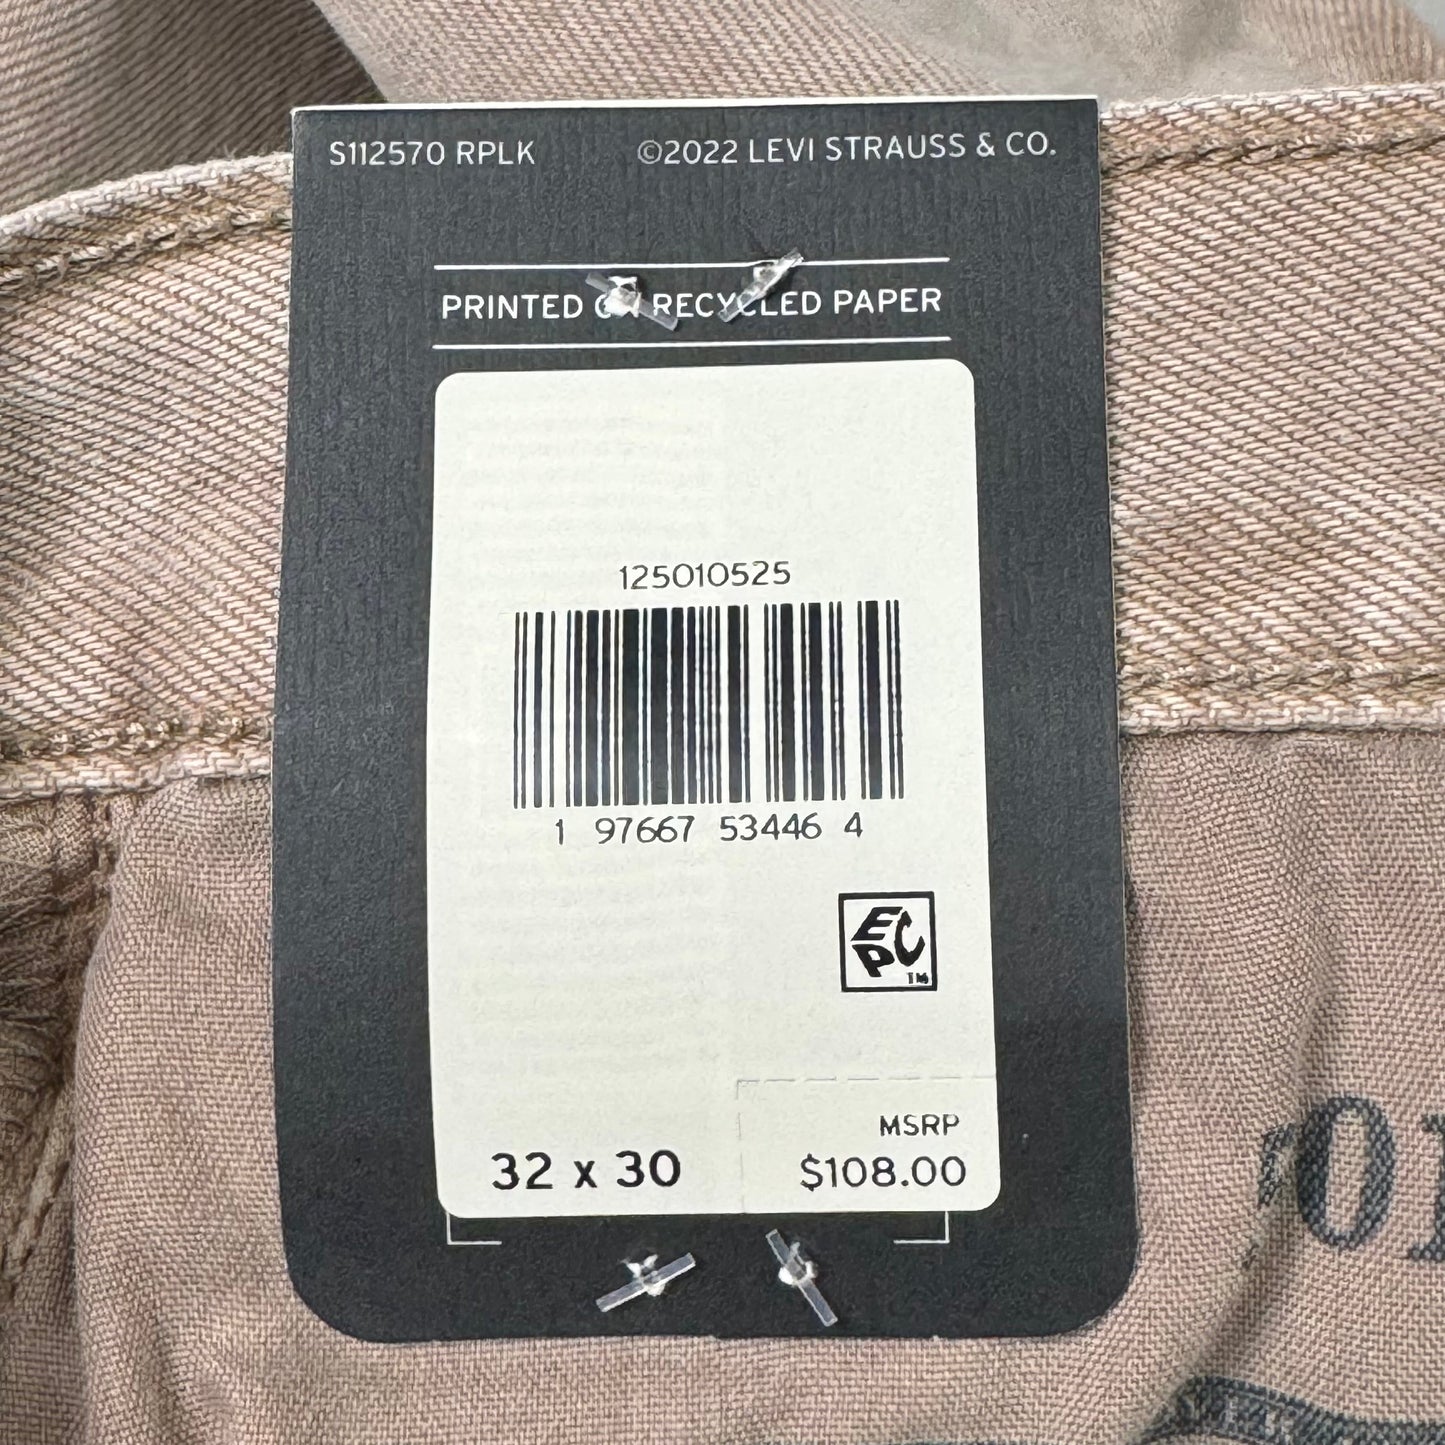 S112570 RPLK ©2022 LEVI STRAUSS & CO.
PRINTED ON RECYCLED PAPER
125010525
1 97667 53446 4
EPC TM
MSRP
32 x 30 $108.00